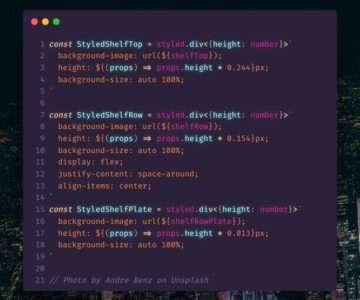 1 const StyledShelfTop = styled.div<{height: number}>`
2 background-image: url(${shelfTop});
3 height: ${(props) => props.height * 0.244}px;
4 background-size: auto 100%;
5 `
6
7 const StyledShelfRow = styled.div<{height: number}>`
8 background-image: url(${shelfRow});
9 height: ${(props) => props.height * 0.154}px;
10 background-size: auto 100%;
11 display: flex;
12 justify-content: space-around;
13 align-items: center;
14 `
15 const StyledShelfPlate = styled.div<{height: number}>`
16 background-image: url(${shelfRowPlate});
17 height: ${(props) => props.height * 0.013}px;
18 background-size: auto 100%;
19 `
20
21 // Photo by Andre Benz on Unsplash